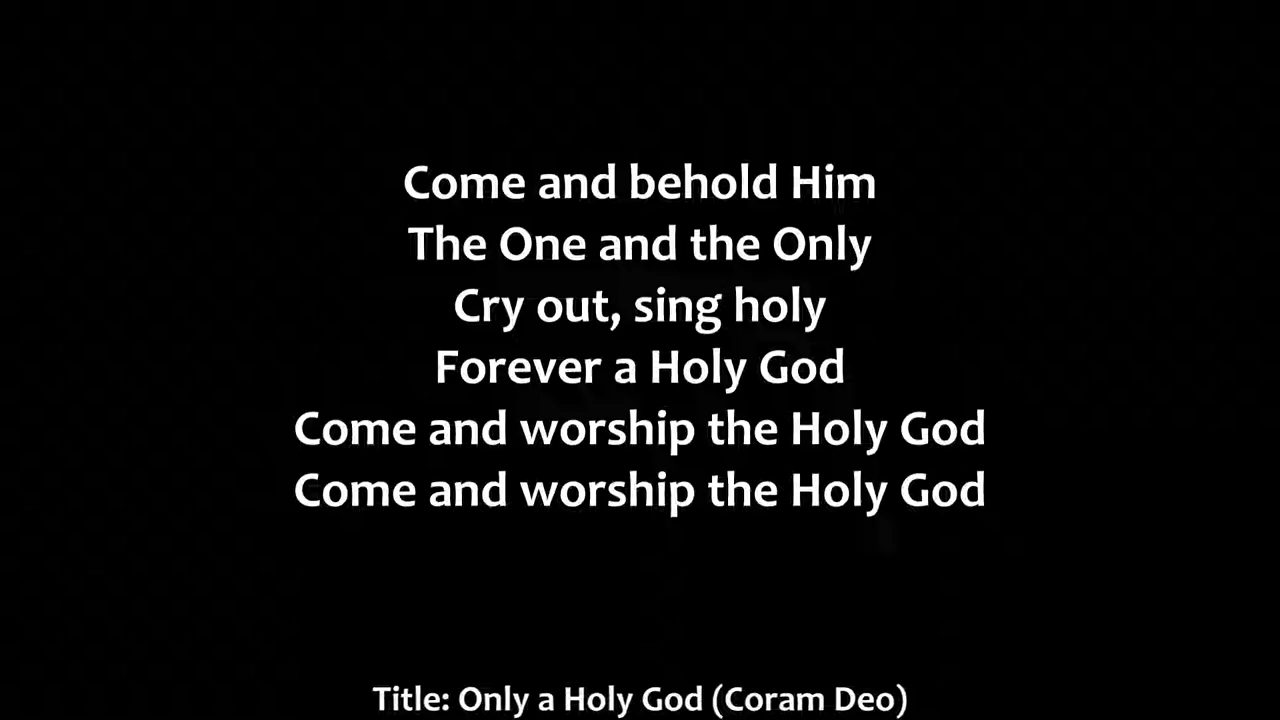 Come and behold Him
The One and the Only
Cry out, sing holy
Forever a Holy God
Come and worship the Holy God
Come and worship the Holy God
Title: Only a Holy God (Coram Deo)